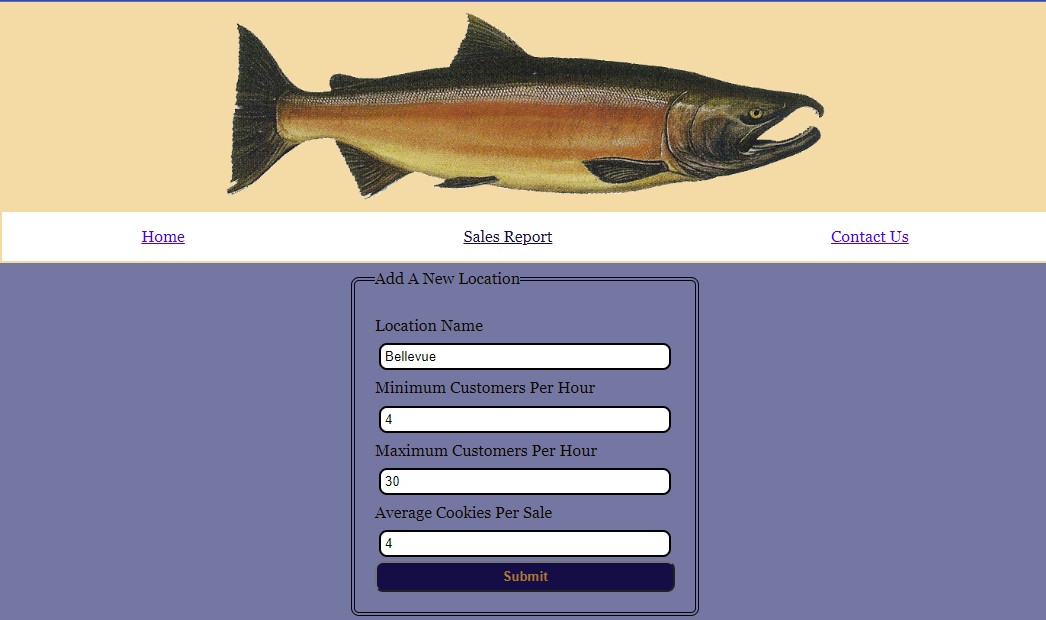 Home Sales Report Contact Us
Add A New Location
Location Name
Bellevue
Minimum Customers Per Hour
4
Maximum Customers Per Hour
30
Average Cookies Per Sale
4
Submit